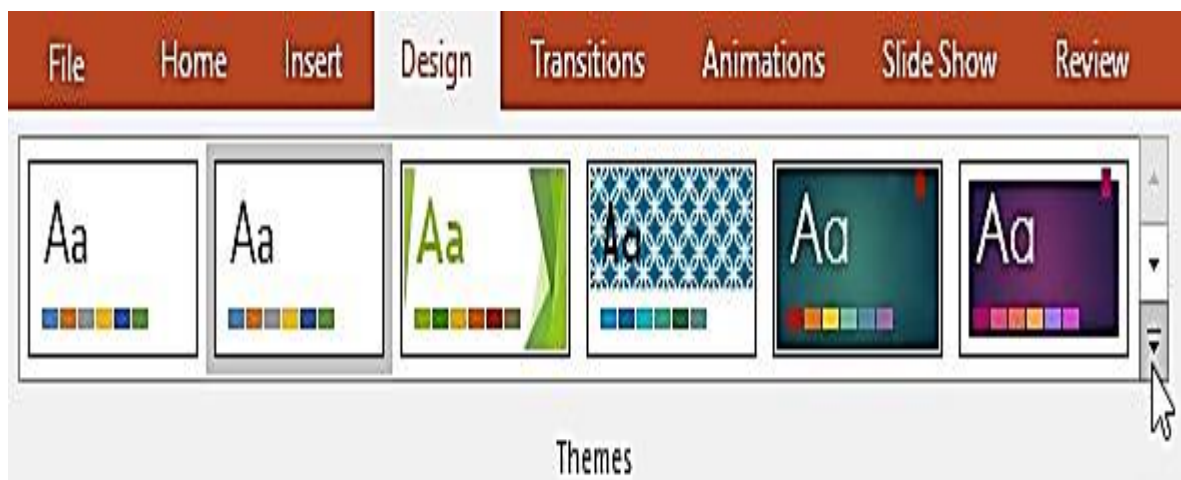 File Home Insert Design Transitions Animations Slide Show Review
Aa Aa Aa Aa Aa Aa
Themes